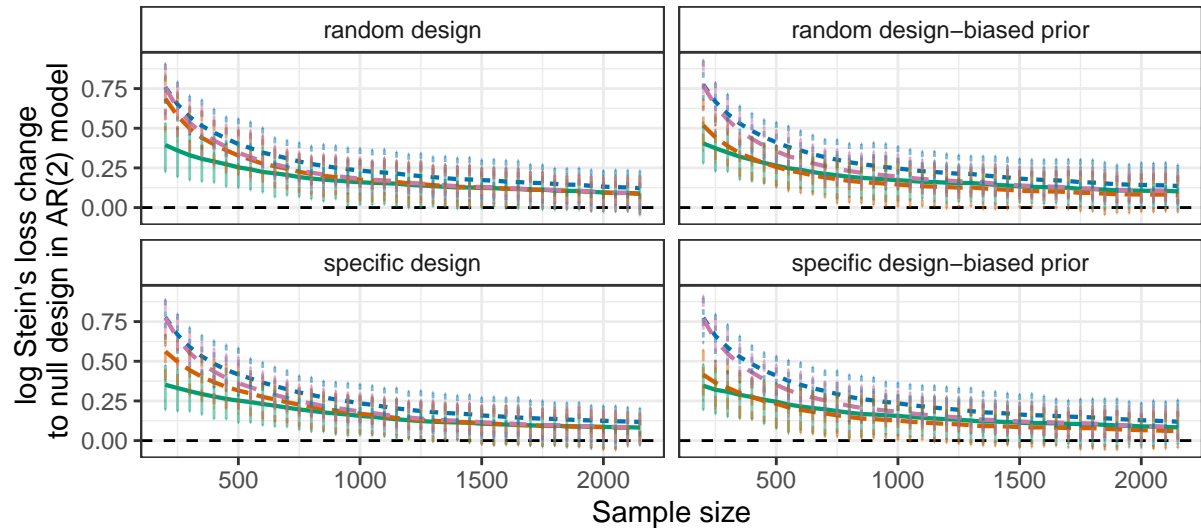 random design
random design−biased prior
0.75
0.50
0.25
0.00
specific design
specific design−biased prior
0.75
0.50
0.25
0.00
500
1000
1500
2000
500
1000
1500
2000
Sample size
log Stein's loss change
to null design in AR(2) model